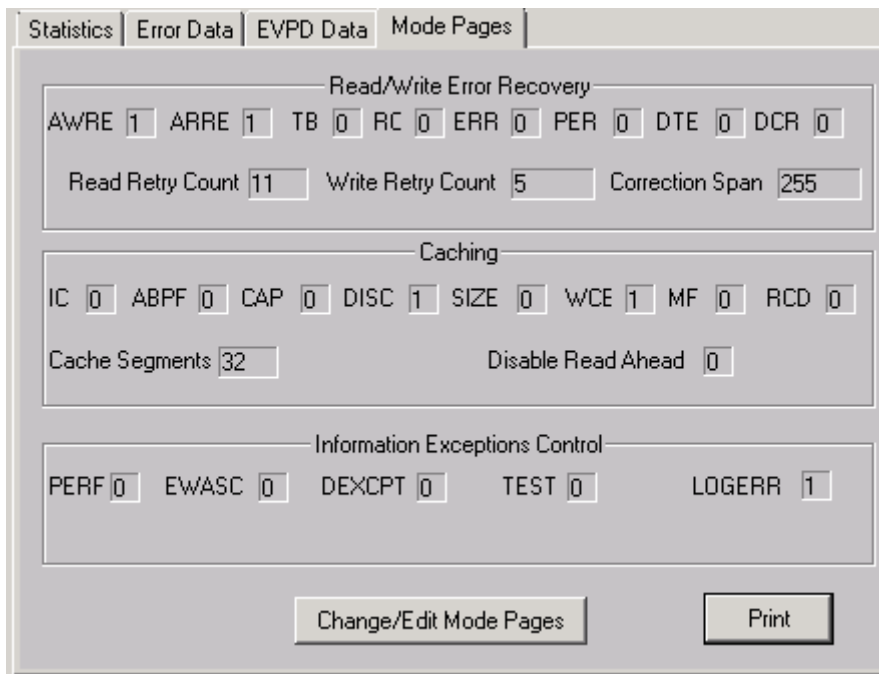 Statistics Error Data EVPD Data Mode Pages
Read/Write Error Recovery
AWRE 1 ARRE 1 TB 0 RC 0 ERR 0 PER 0 DTE 0 DCR 0
Read Retry Count 11 Write Retry Count 5 Correction Span 255
Caching
IC 0 ABPF 0 CAP 0 DISC 1 SIZE 0 WCE 1 MF 0 RCD 0
Cache Segments 32 Disable Read Ahead 0
Information Exceptions Control
PERF 0 EWASC 0 DEXCPT 0 TEST 0 LOGERR 1
Change/Edit Mode Pages Print